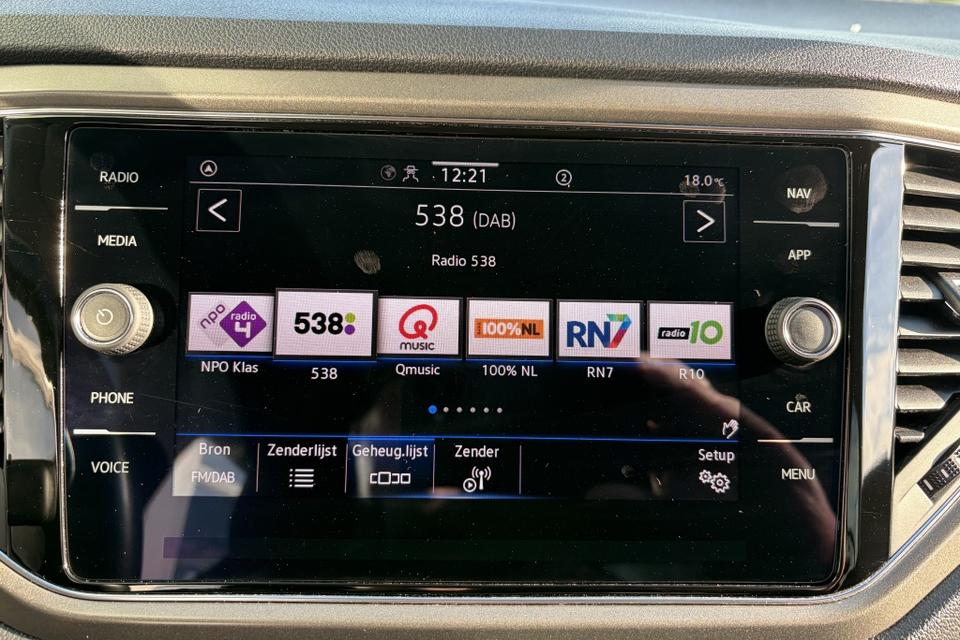 RADIO
MEDIA
PHONE
VOICE
12:21
2
18.0°C
<
538 (DAB)
>
Radio 538
npo radio 4
538
Q MUSIC
100% NL
RN7
radio 10
NPO Klas
538
Qmusic
100% NL
RN7
R10
Bron
FM/DAB
Zenderlijst
Geheug.lijst
Zender
Setup
NAV
APP
CAR
MENU